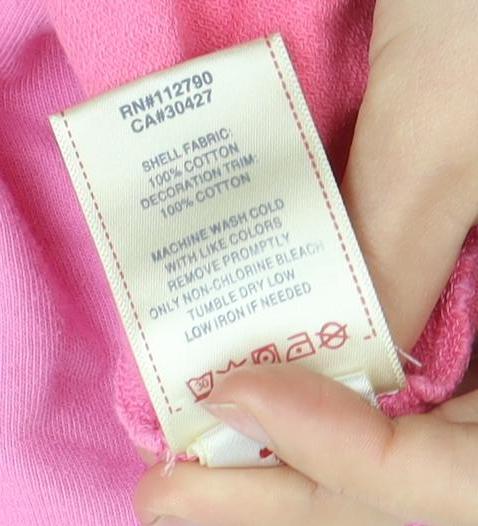 RN#112790
CA#30427
SHELL FABRIC:
100% COTTON
DECORATION TRIM:
100% COTTON
MACHINE WASH COLD
WITH LIKE COLORS
REMOVE PROMPTLY
ONLY NON-CHLORINE BLEACH
TUMBLE DRY LOW
LOW IRON IF NEEDED
30